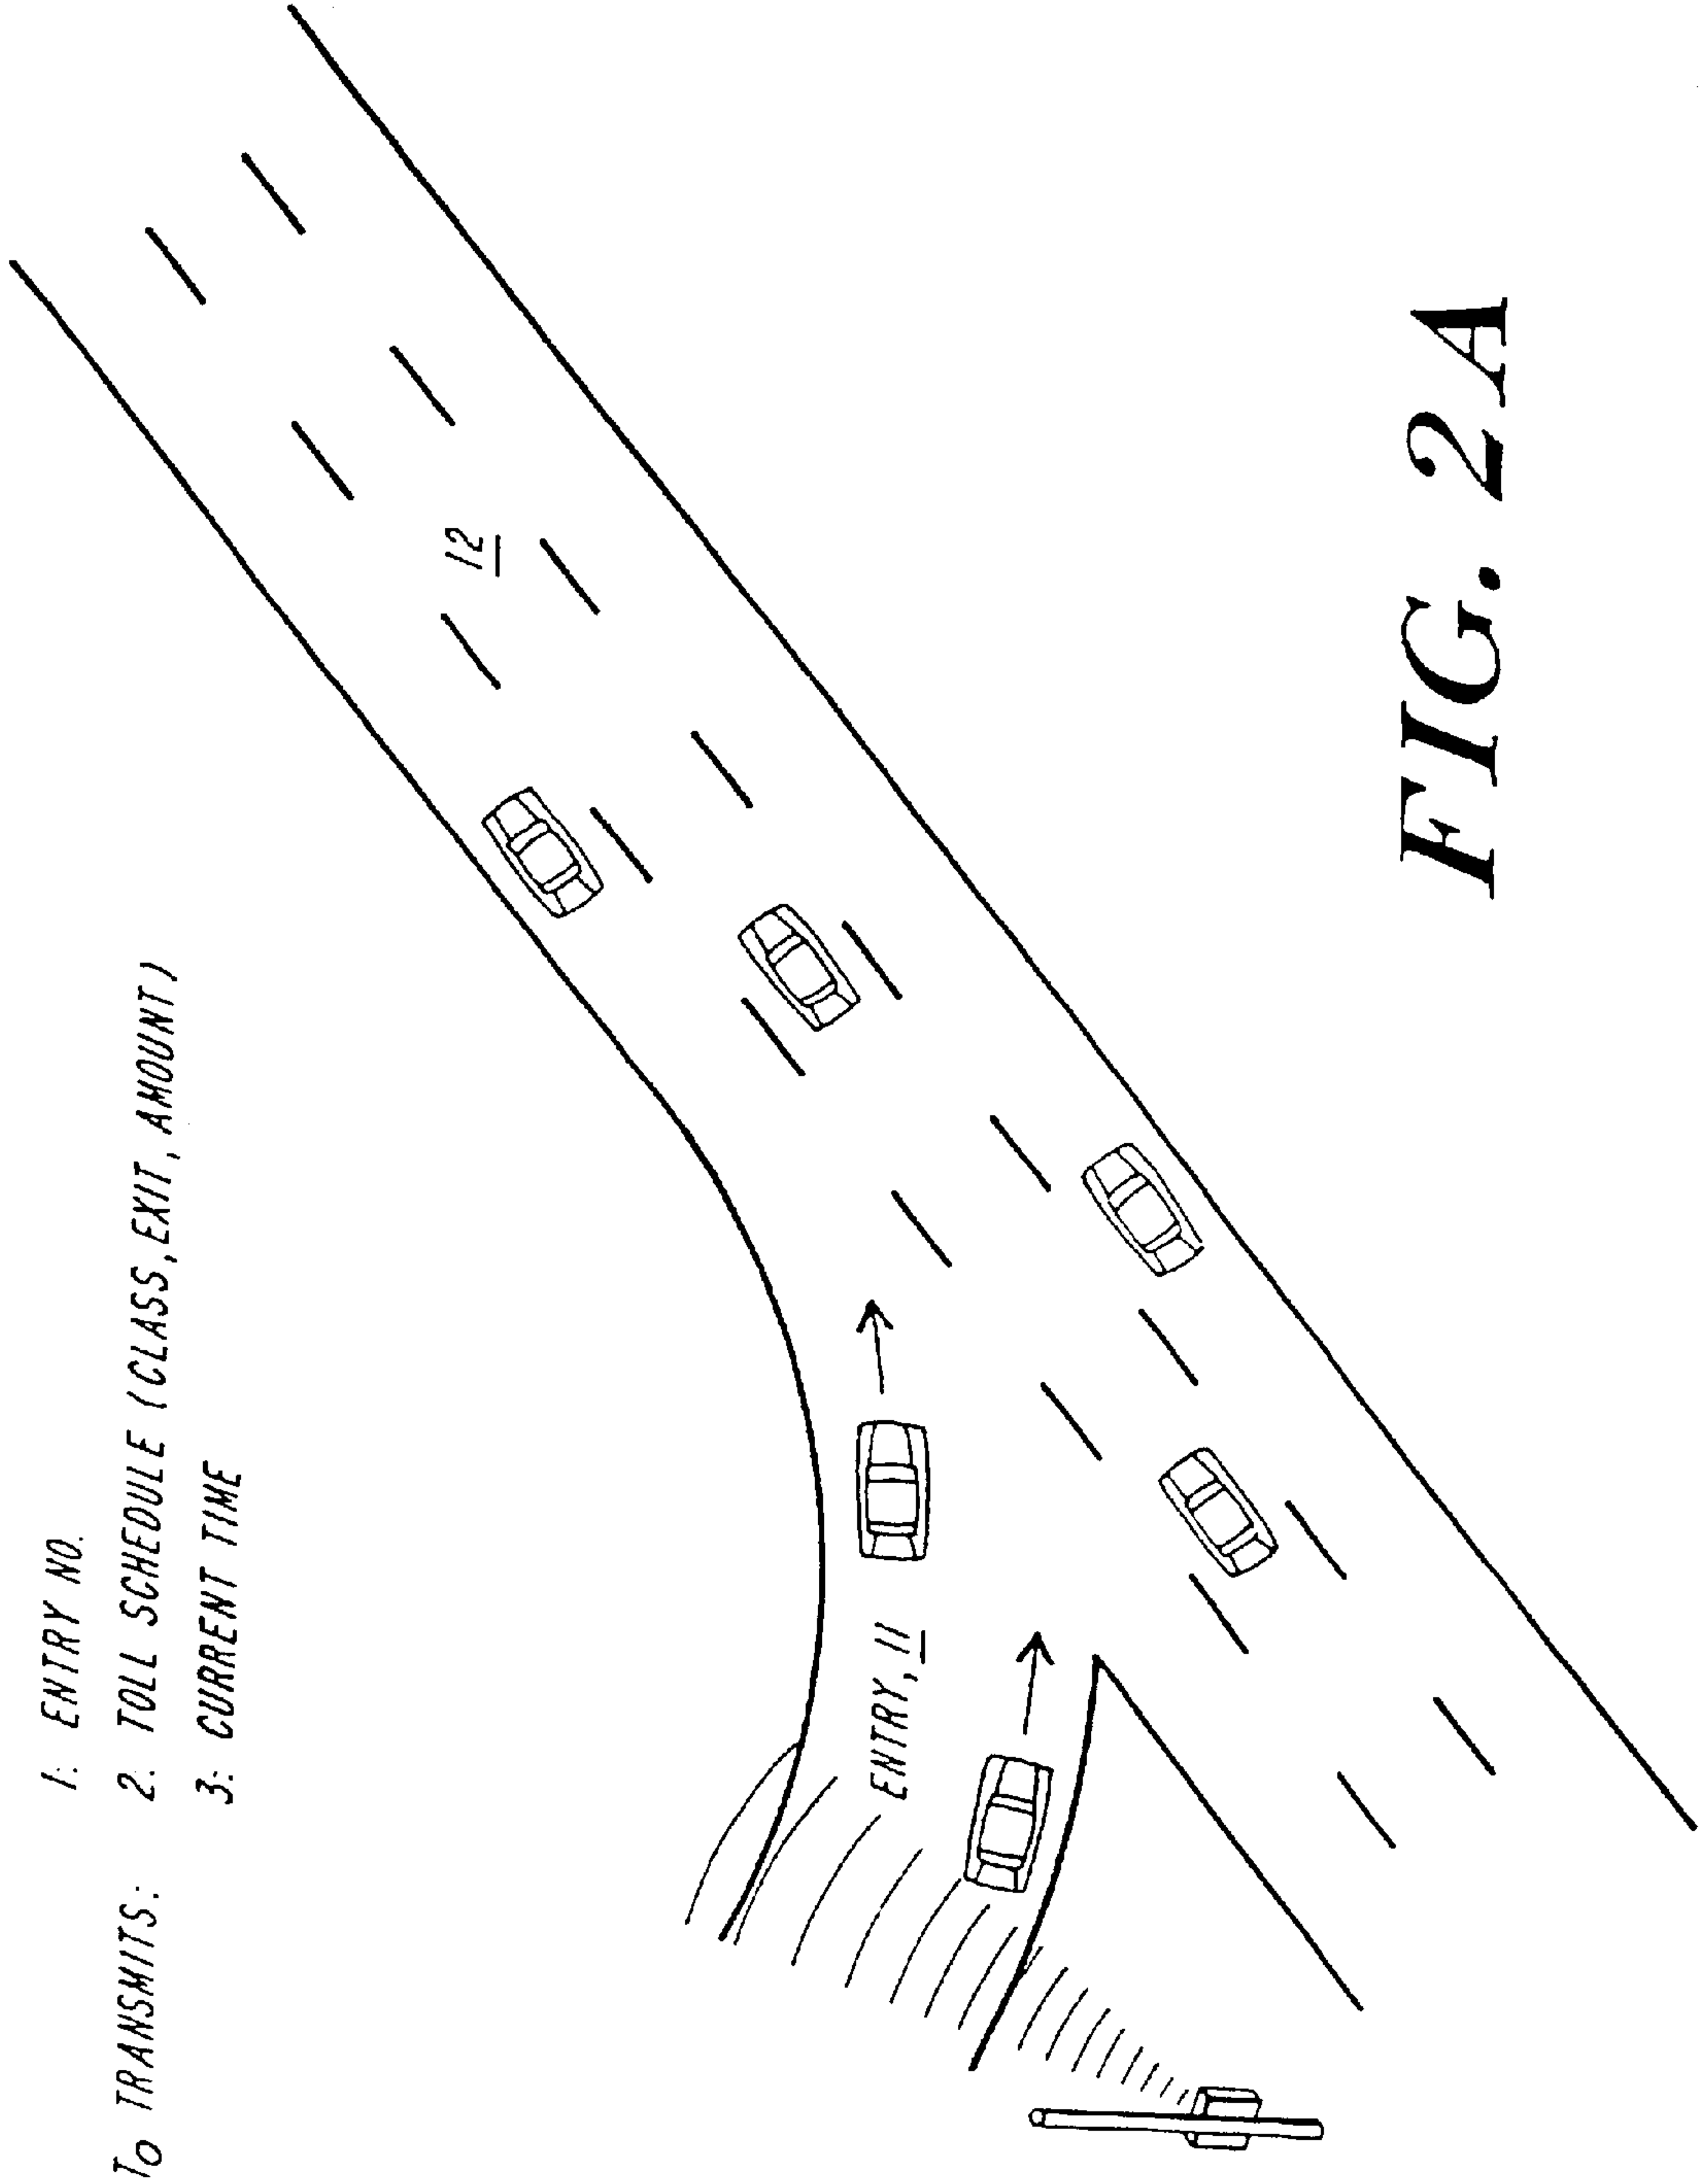 To TRANSMITS: 1. ENTRY NO.
2. TOLL SCHEDULE (CLASS, EXIT, AMOUNT)
3. CURRENT TIME
12
ENTRY, 11
FIG. 2A